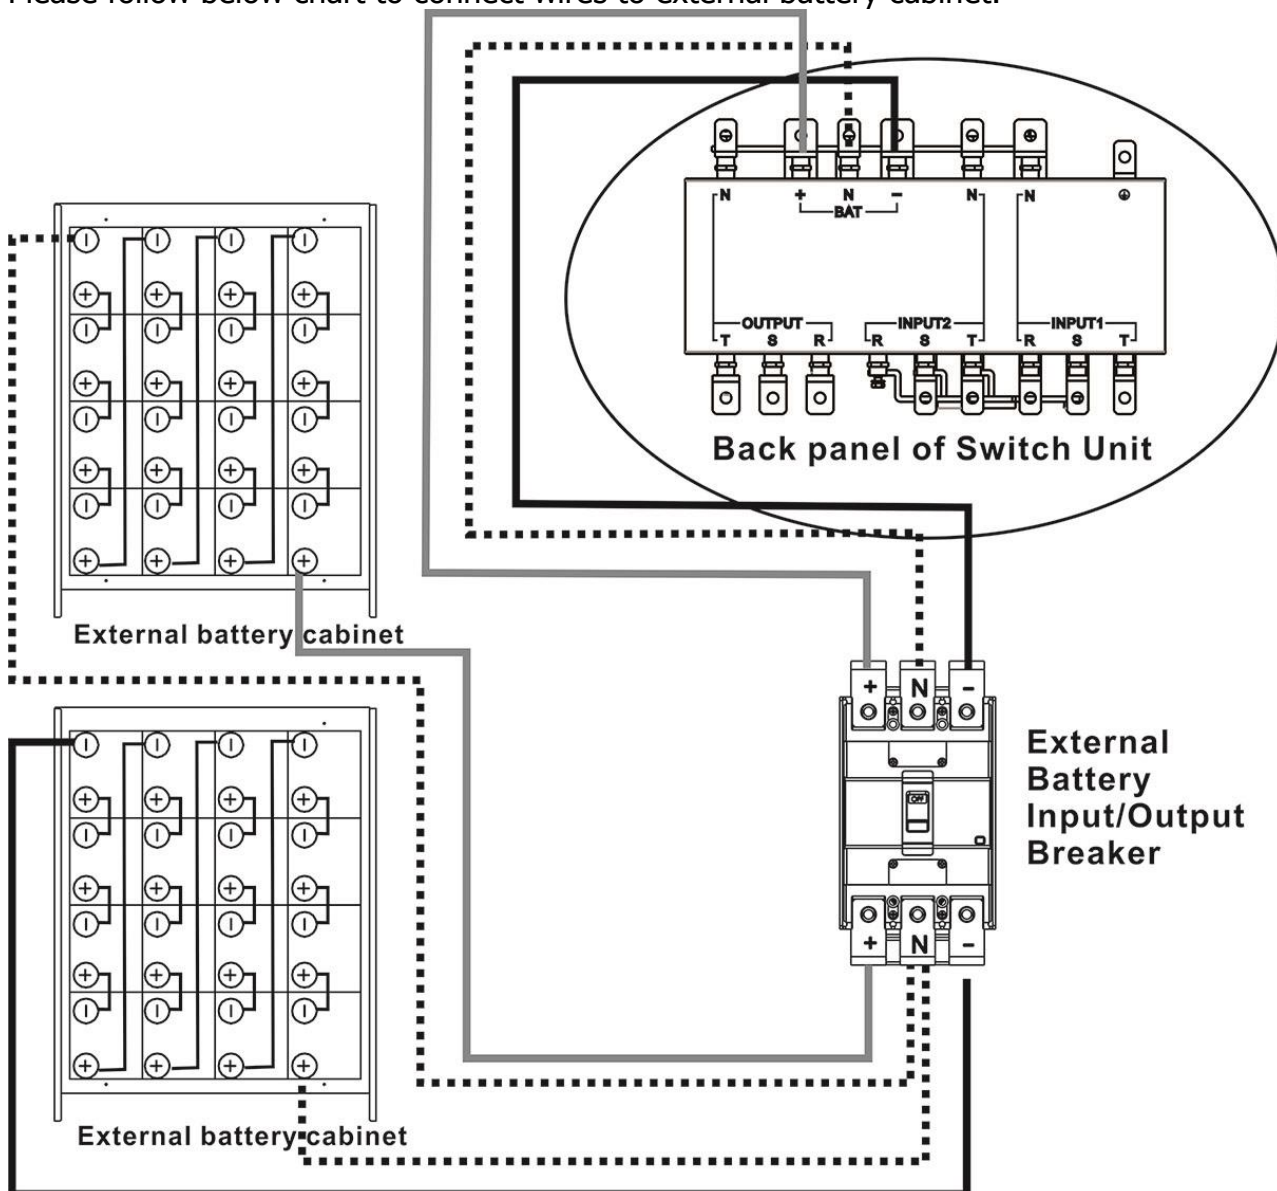 Please follow below chart to connect wires to external battery cabinet.
N + N - N N
BAT
OUTPUT INPUT2 INPUT1
T S R R S T R S T
Back panel of Switch Unit
External battery cabinet
+ N -
External
Battery
Input/Output
Breaker
OFF
+ N -
External battery cabinet